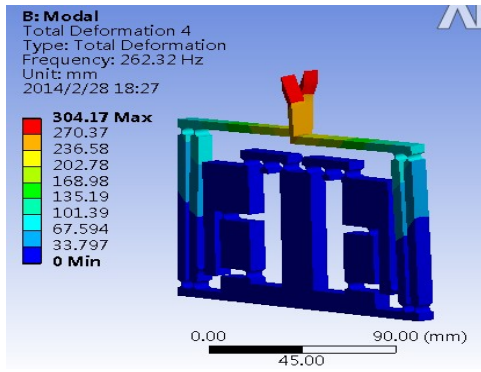 B: Modal
Total Deformation 4
Type: Total Deformation
Frequency: 262.32 Hz
Unit: mm
2014/2/28 18:27
304.17 Max
270.37
236.58
202.78
168.98
135.19
101.39
67.594
33.797
0 Min
0.00 90.00 (mm)
45.00